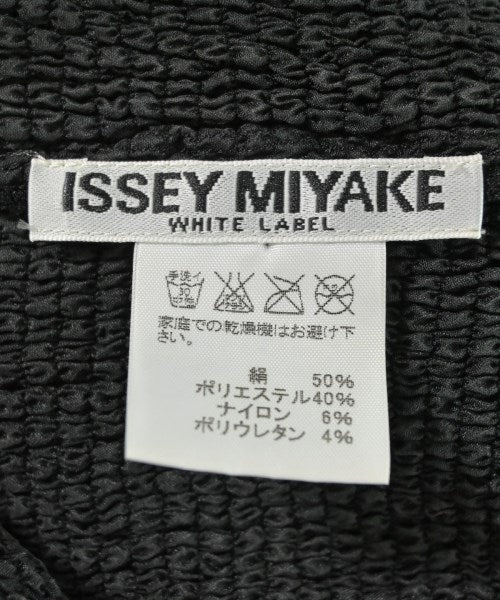 ISSEY MIYAKE
WHITE LABEL
手洗イ
30
家庭での乾燥機はお避け下
さい。
絹 50%
ポリエステル 40%
ナイロン 6%
ポリウレタン 4%